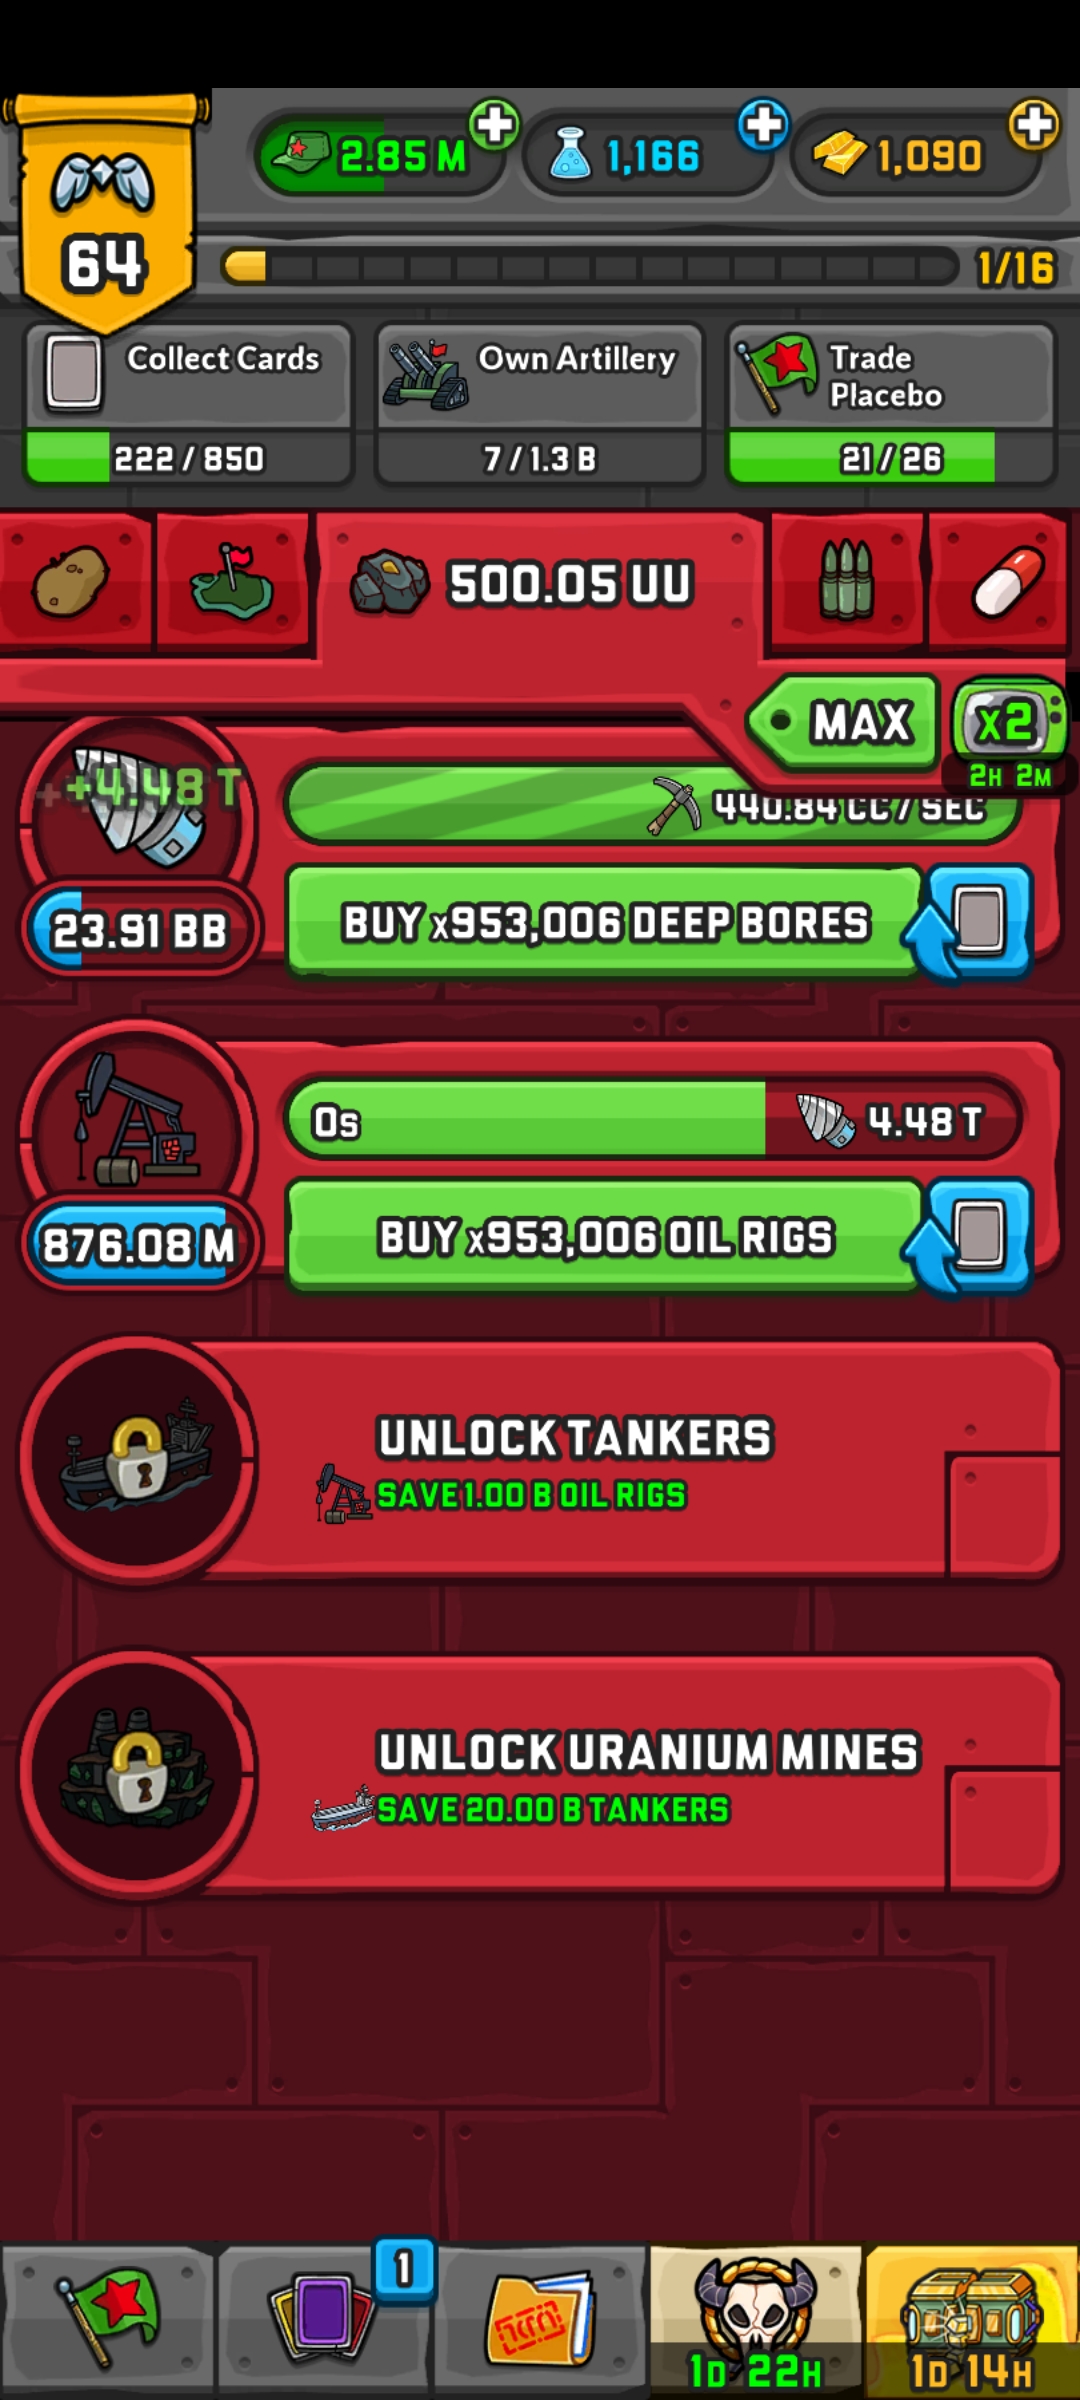 64
2.85 M
1,166
1,090
1/16
Collect Cards
222 / 850
Own Artillery
7 / 1.3 B
Trade
Placebo
21 / 26
500.05 UU
MAX
x2
2H 2M
+4.48 T
440.84 CC / SEC
23.91 BB
BUY x953,006 DEEP BORES
0s
4.48 T
876.08 M
BUY x953,006 OIL RIGS
UNLOCK TANKERS
SAVE 1.00 B OIL RIGS
UNLOCK URANIUM MINES
SAVE 20.00 B TANKERS
1
1D 22H
1D 14H